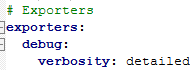 # Exporters
exporters:
  debug:
    verbosity: detailed